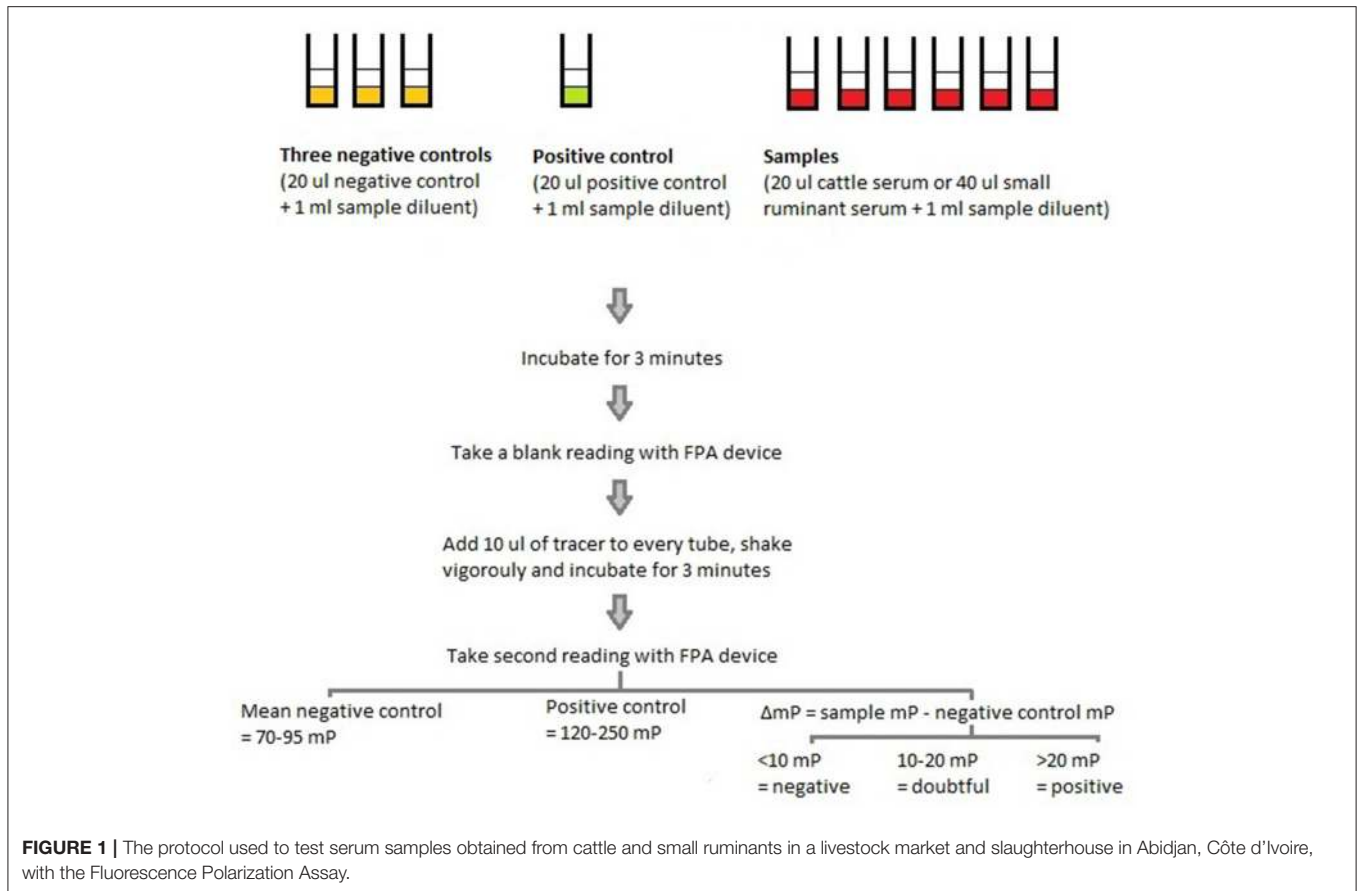 Three negative controls
(20 ul negative control
+ 1 ml sample diluent)
Positive control
(20 ul positive control
+ 1 ml sample diluent)
Samples
(20 ul cattle serum or 40 ul small
ruminant serum + 1 ml sample diluent)
Incubate for 3 minutes
Take a blank reading with FPA device
Add 10 ul of tracer to every tube, shake
vigorouly and incubate for 3 minutes
Take second reading with FPA device
Mean negative control
= 70-95 mP
Positive control
= 120-250 mP
ΔmP = sample mP - negative control mP
<10 mP
= negative
10-20 mP
= doubtful
>20 mP
= positive
FIGURE 1 | The protocol used to test serum samples obtained from cattle and small ruminants in a livestock market and slaughterhouse in Abidjan, Côte d'Ivoire,
with the Fluorescence Polarization Assay.